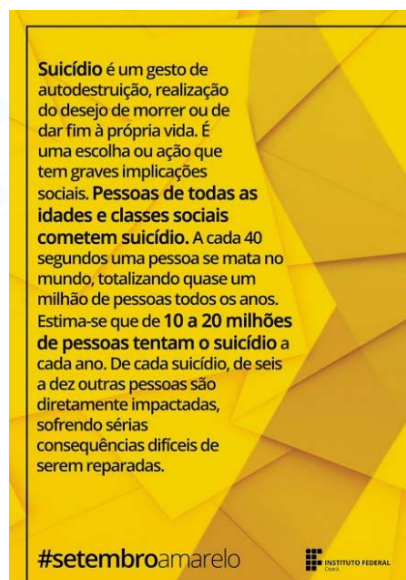 Suicídio é um gesto de
autodestruição, realização
do desejo de morrer ou de
dar fim à própria vida. É
uma escolha ou ação que
tem graves implicações
sociais. Pessoas de todas as
idades e classes sociais
cometem suicídio. A cada 40
segundos uma pessoa se mata no
mundo, totalizando quase um
milhão de pessoas todos os anos.
Estima-se que de 10 a 20 milhões
de pessoas tentam o suicídio a
cada ano. De cada suicídio, de seis
a dez outras pessoas são
diretamente impactadas,
sofrendo sérias
consequências difíceis de
serem reparadas.
#setembroamarelo
INSTITUTO FEDERAL
Ceará